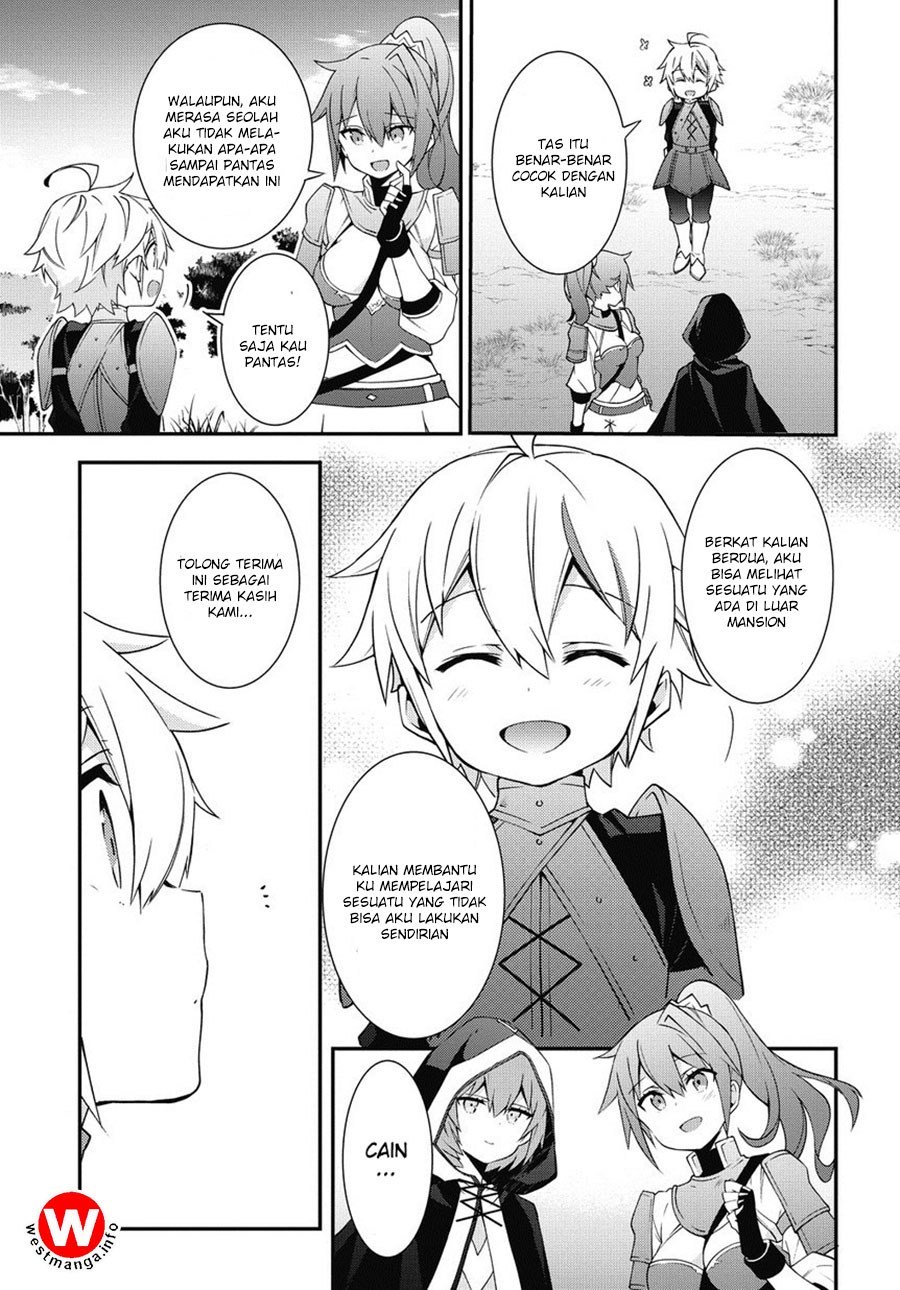 TAS ITU
BENAR-BENAR
COCOK DENGAN
KALIAN
WALAUPUN, AKU
MERASA SEOLAH
AKU TIDAK MELA-
KUKAN APA-APA
SAMPAI PANTAS
MENDAPATKAN INI
TENTU
SAJA KAU
PANTAS!
BERKAT KALIAN
BERDUA, AKU
BISA MELIHAT
SESUATU YANG
ADA DI LUAR
MANSION
KALIAN MEMBANTU
KU MEMPELAJARI
SESUATU YANG TIDAK
BISA AKU LAKUKAN
SENDIRIAN
TOLONG TERIMA
INI SEBAGAI
TERIMA KASIH
KAMI...
CAIN
...
W
westmanga.info